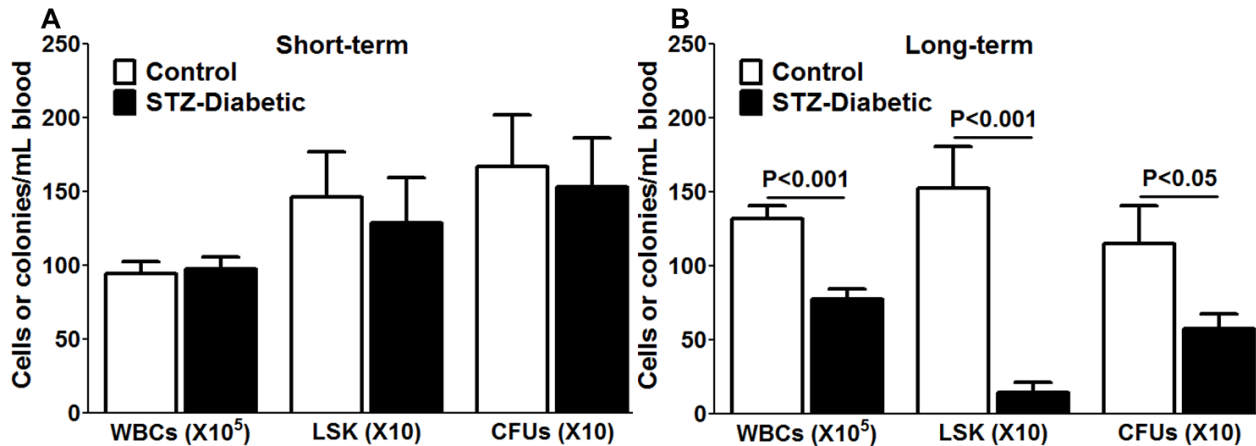 A
Short-term
Control
STZ-Diabetic
Cells or colonies/mL blood
250
200
150
100
50
0
WBCs (X10⁵)
LSK (X10)
CFUs (X10)
B
Long-term
Control
STZ-Diabetic
Cells or colonies/mL blood
250
200
150
100
50
0
P<0.001
P<0.001
P<0.05
WBCs (X10⁵)
LSK (X10)
CFUs (X10)